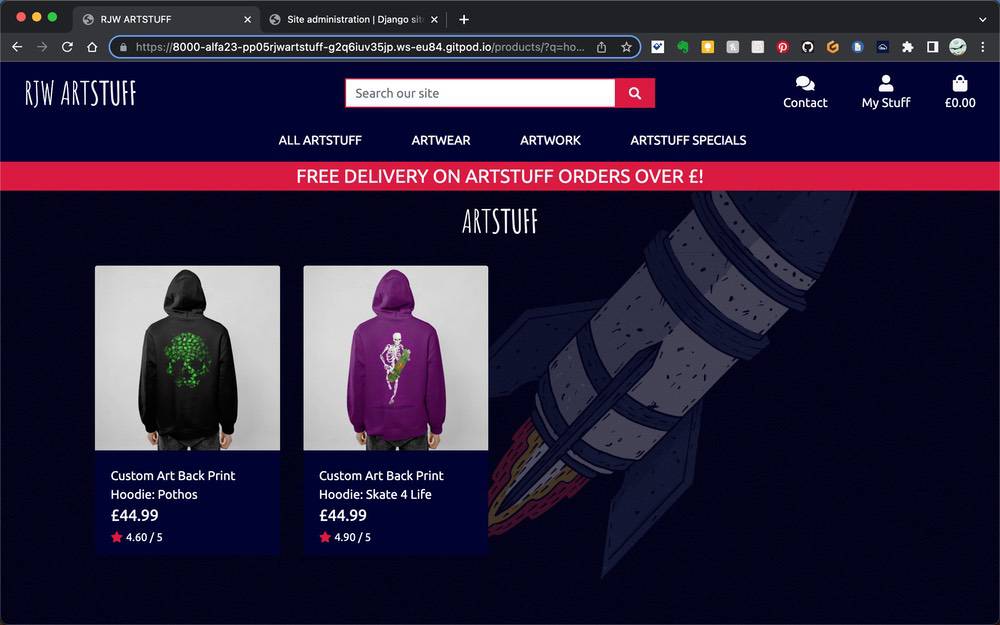 RJW ARTSTUFF
Site administration | Django sit
https://8000-alfa23-pp05rjwartstuff-g2q6iuv35jp.ws-eu84.gitpod.io/products/?q=ho...
RJW ARTSTUFF
Search our site
Contact
My Stuff
£0.00
ALL ARTSTUFF
ARTWEAR
ARTWORK
ARTSTUFF SPECIALS
FREE DELIVERY ON ARTSTUFF ORDERS OVER £!
ARTSTUFF
Custom Art Back Print
Hoodie: Pothos
£44.99
4.60 / 5
Custom Art Back Print
Hoodie: Skate 4 Life
£44.99
4.90 / 5